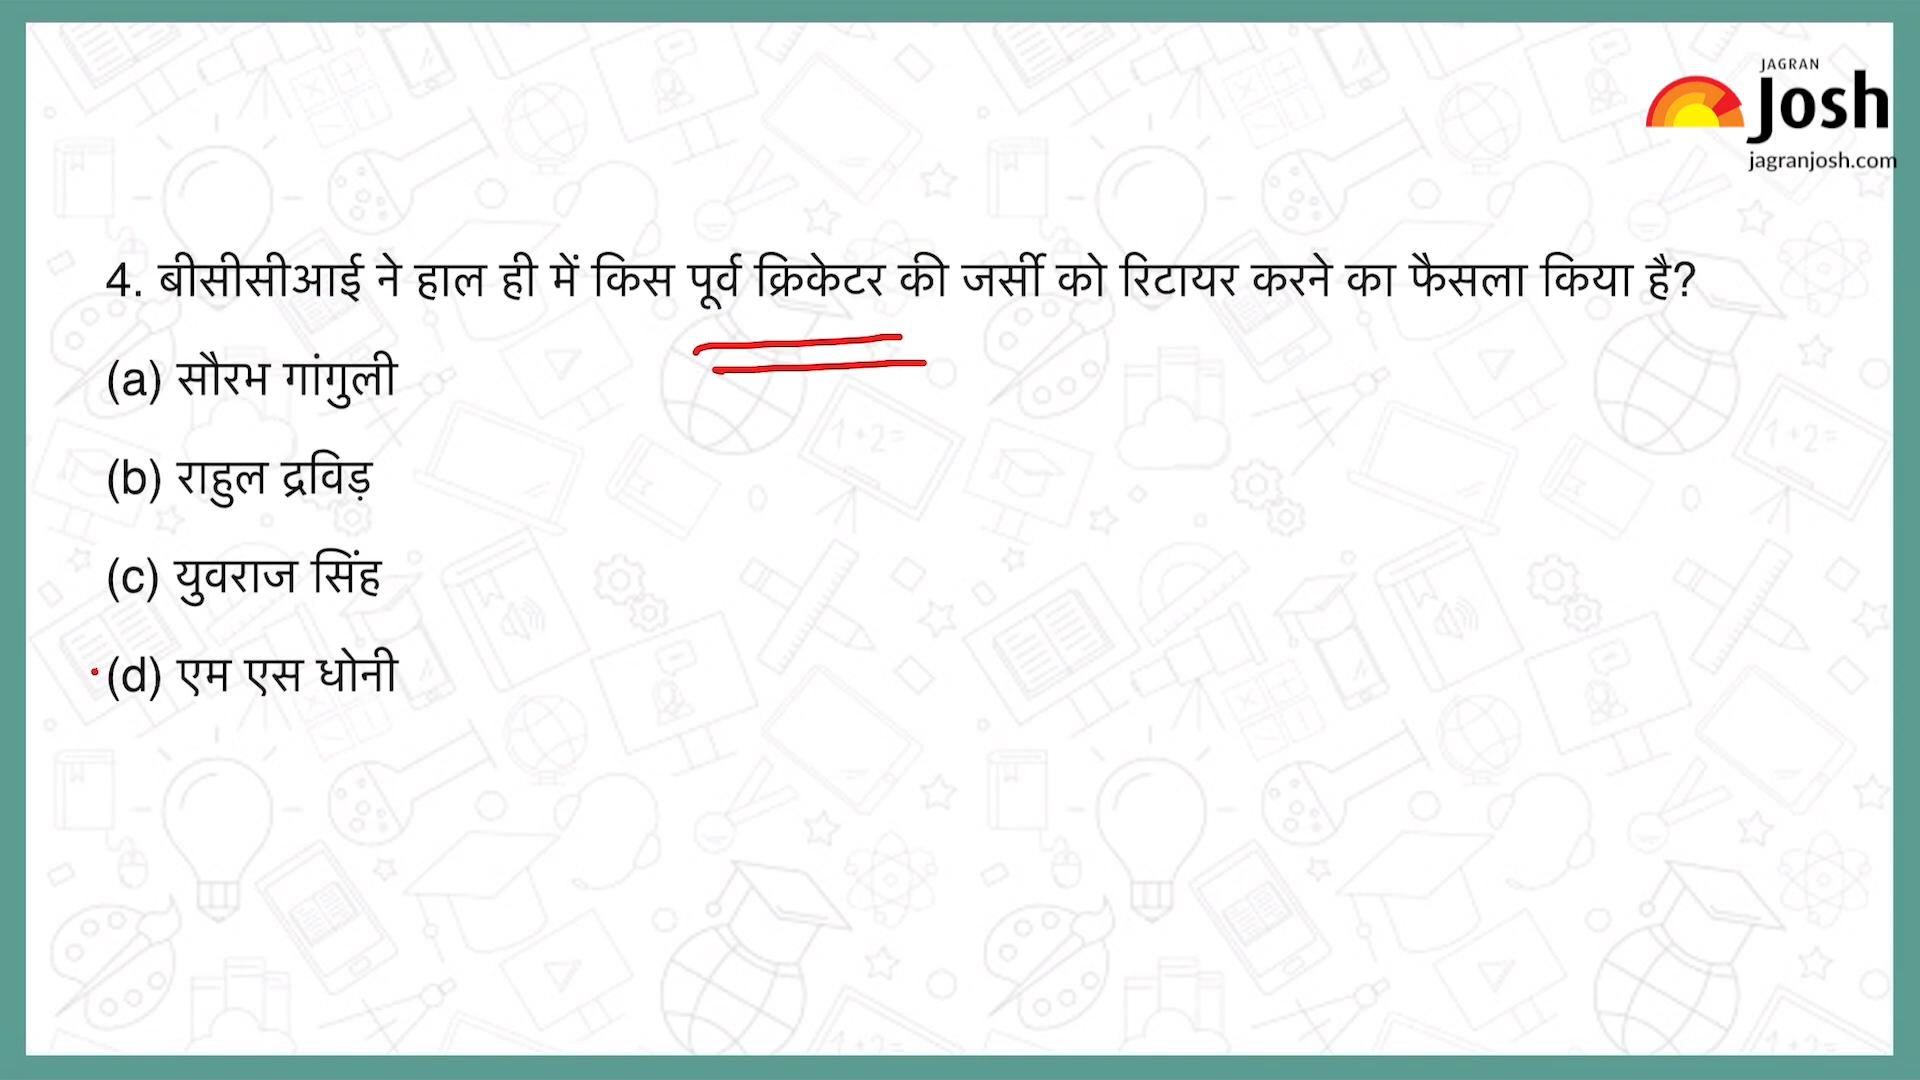 JAGRAN
Josh
jagranjosh.com
4. बीसीसीआई ने हाल ही में किस पूर्व क्रिकेटर की जर्सी को रिटायर करने का फैसला किया है?
(a) सौरभ गांगुली
(b) राहुल द्रविड़
(c) युवराज सिंह
(d) एम एस धोनी